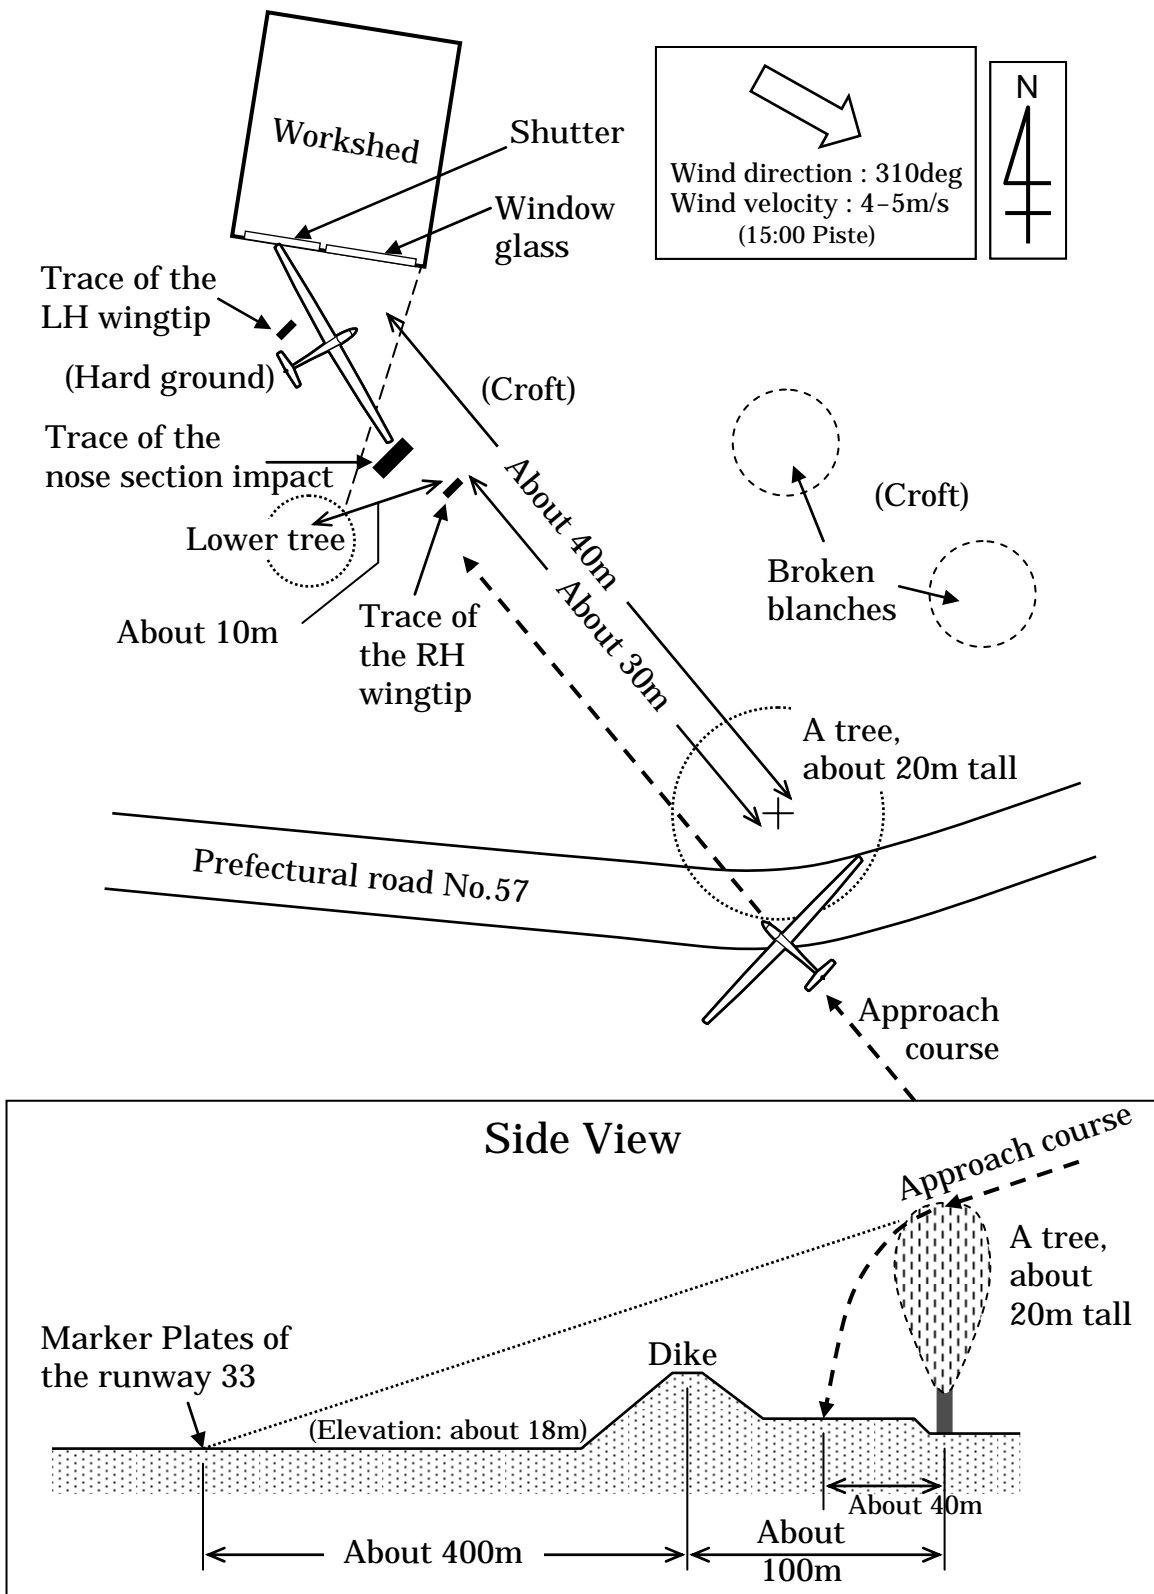 Workshed
Shutter
Window
glass
Wind direction : 310deg
Wind velocity : 4-5m/s
(15:00 Piste)
N
Trace of the
LH wingtip
(Hard ground)
(Croft)
Trace of the
nose section impact
About 40m
(Croft)
Lower tree
Broken
blanches
About 10m
Trace of
the RH
wingtip
About 30m
A tree,
about 20m tall
Prefectural road No.57
Approach
course
Side View
Approach course
A tree,
about
20m tall
Marker Plates of
the runway 33
Dike
(Elevation: about 18m)
About 40m
About 400m
About
100m